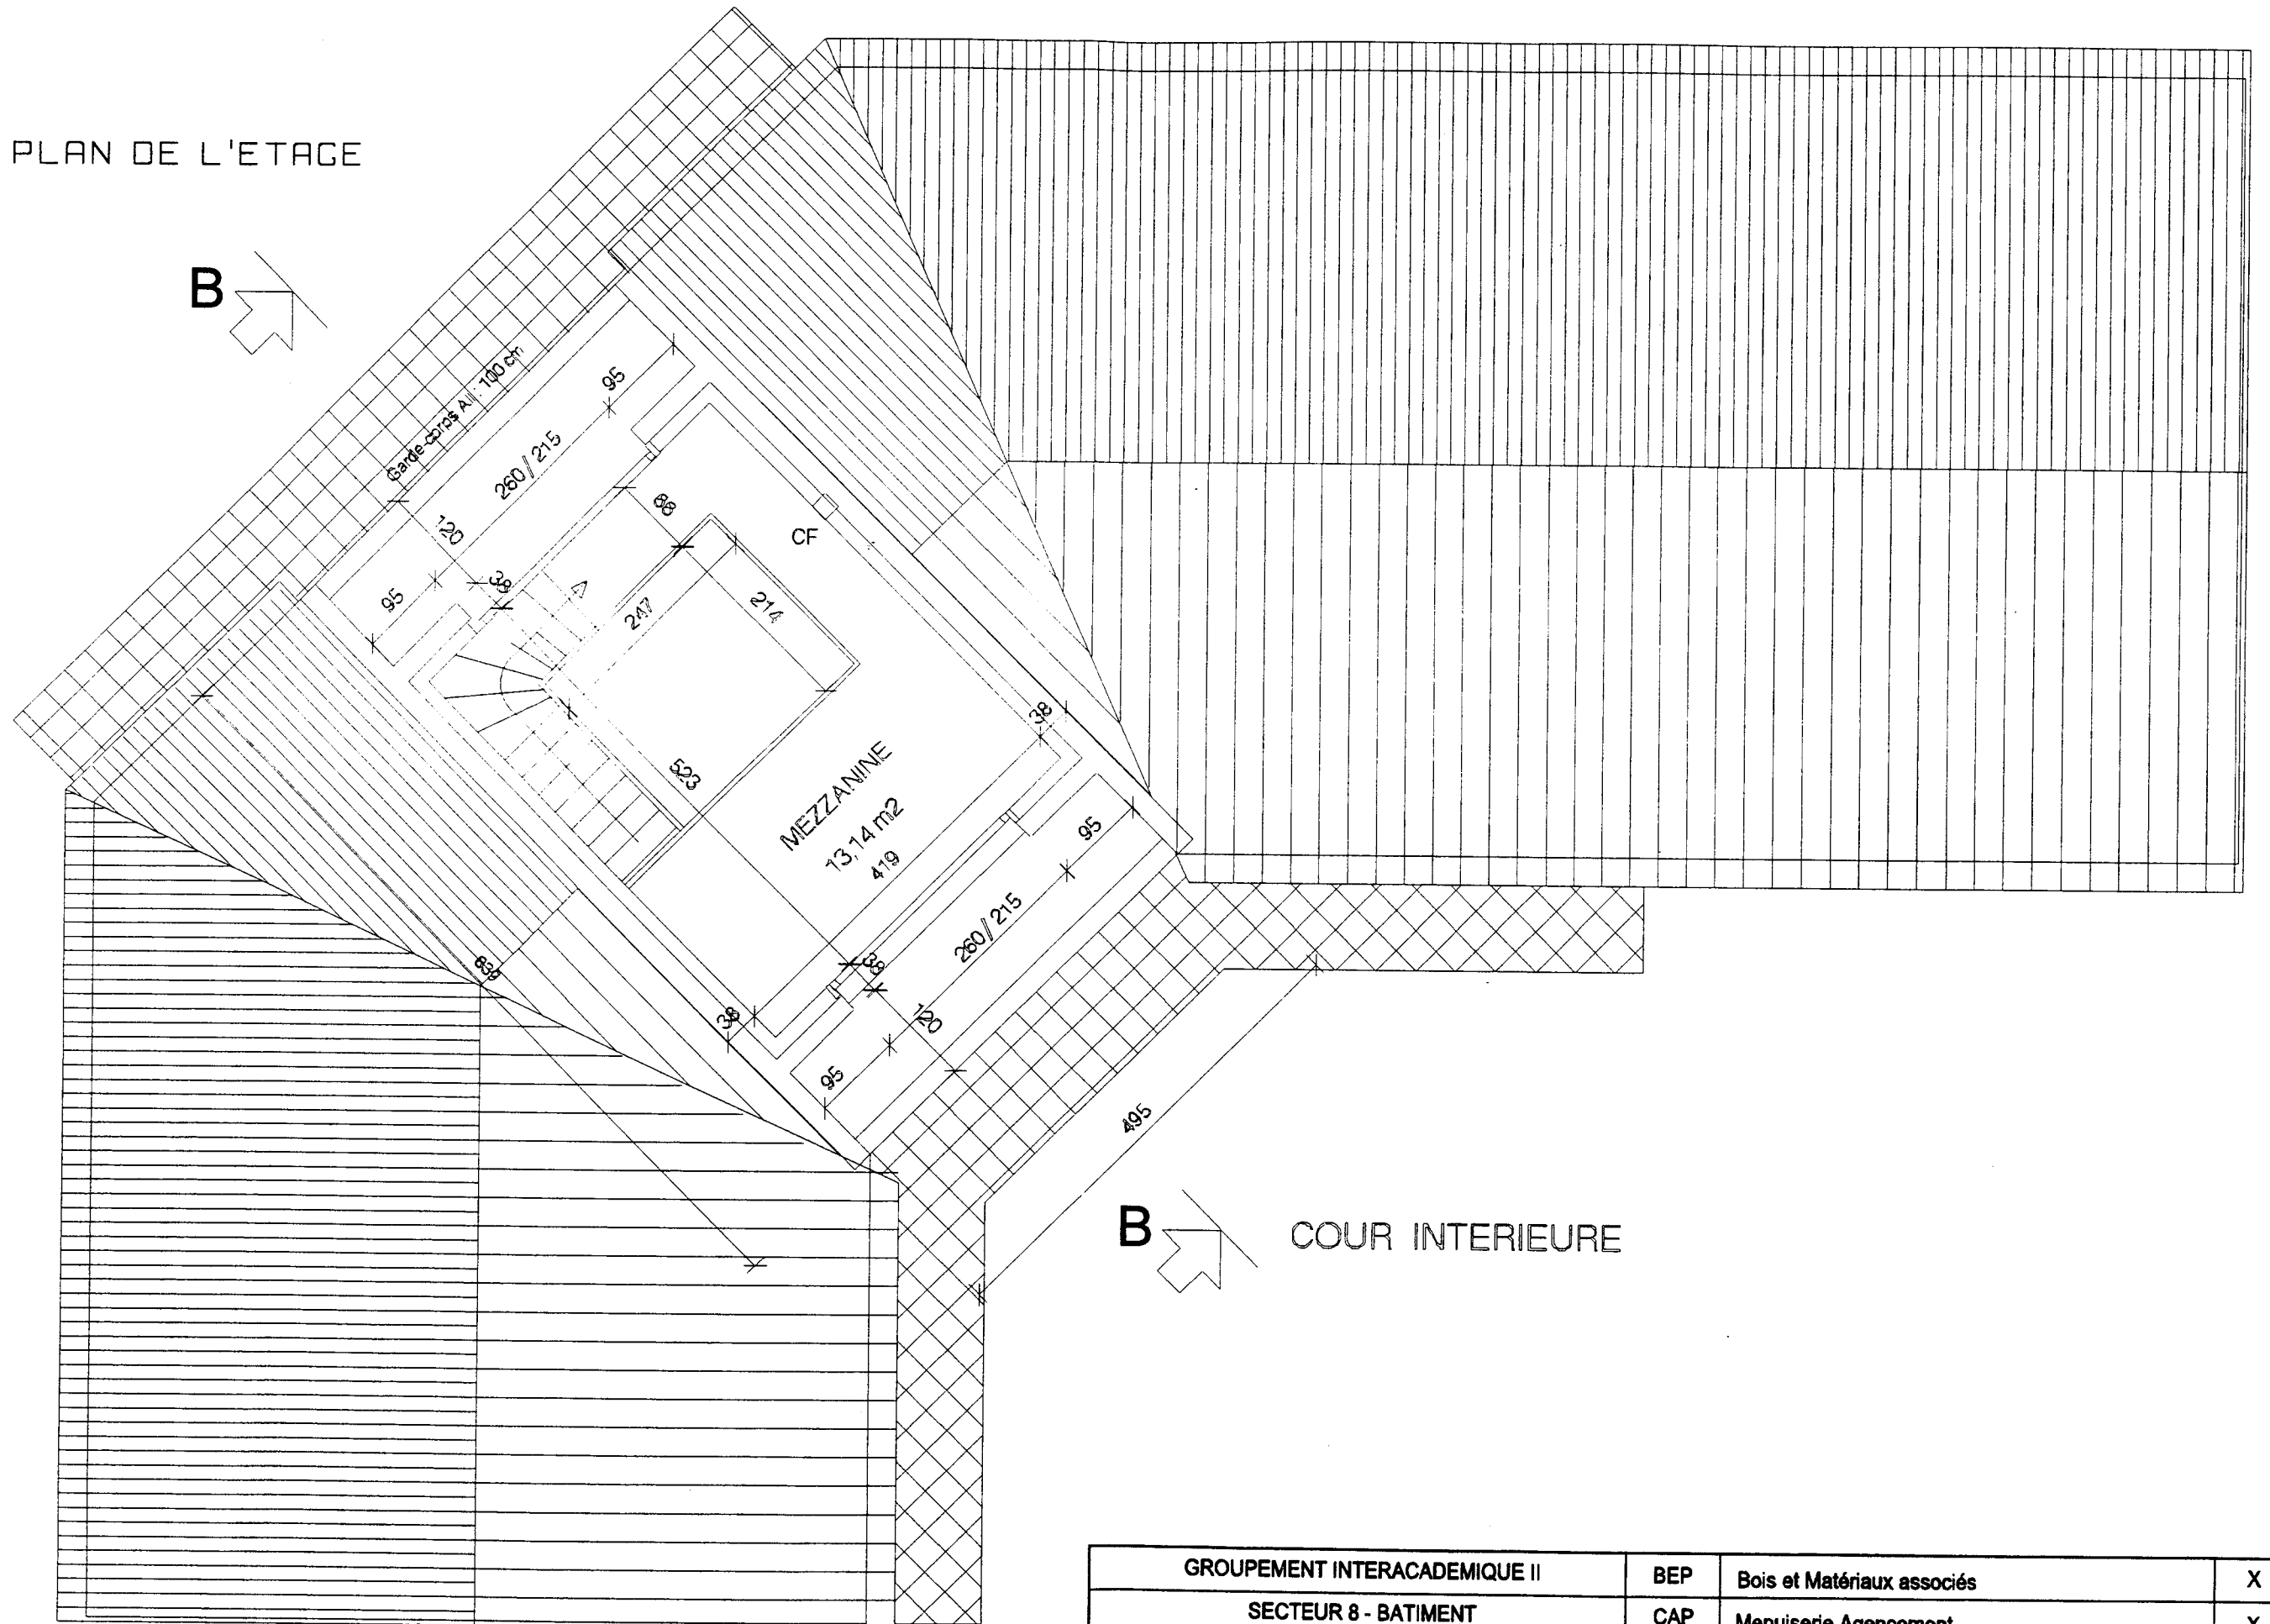 PLAN DE L'ETAGE
B
Garde-corps All : 100 cm
95
260 / 215
120
95
38
88
CF
247
214
38
523
MEZZANINE
13,14 m2
419
95
260 / 215
38
120
95
38
839
495
B
COUR INTERIEURE
GROUPEMENT INTERACADEMIQUE II
BEP
Bois et Matériaux associés
X
SECTEUR 8 - BATIMENT
CAP
Menuiserie Agencement
X